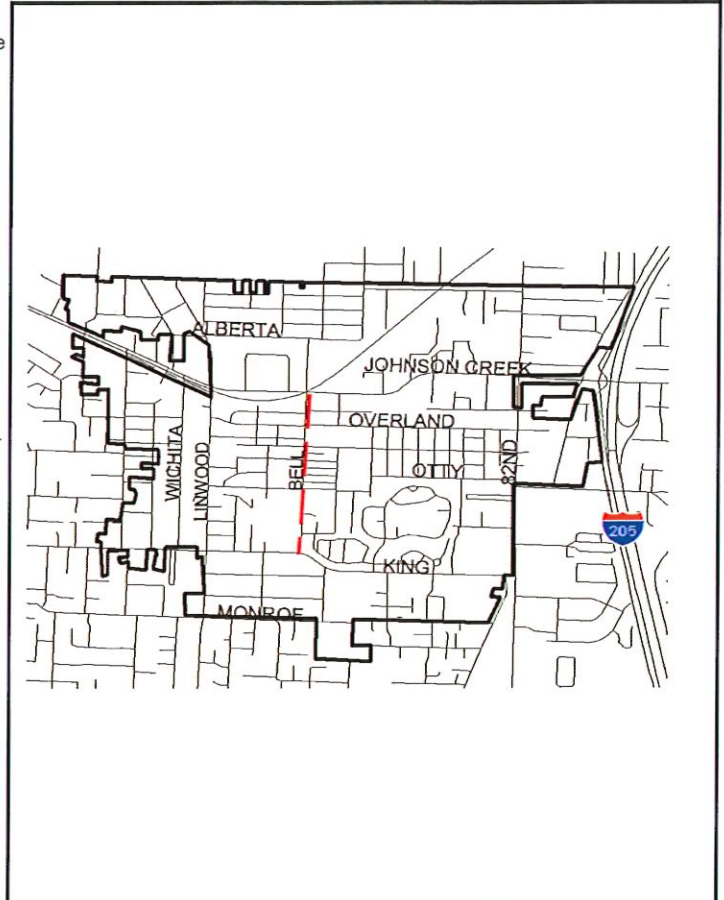 e
ALBERTA
JOHNSON CREEK
OVERLAND
WICHITA
LINWOOD
BELL
OTTY
82ND
205
KING
MONROE